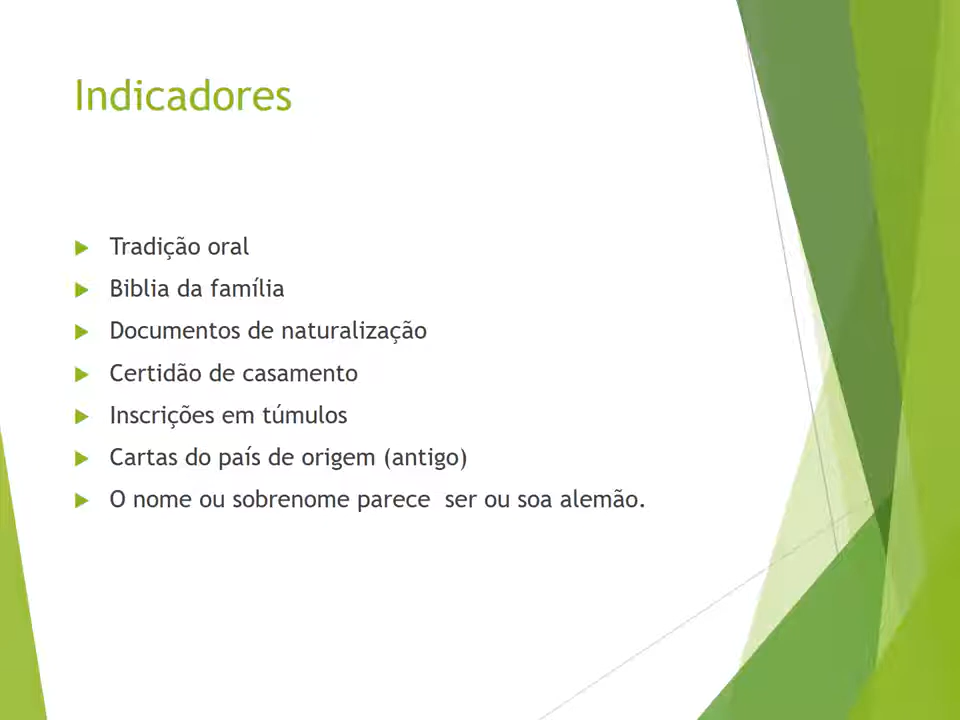 Indicadores
Tradição oral
Biblia da família
Documentos de naturalização
Certidão de casamento
Inscrições em túmulos
Cartas do país de origem (antigo)
O nome ou sobrenome parece  ser ou soa alemão.